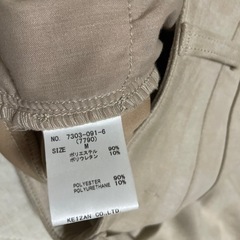 NO. 7303-091-6
(7790)
SIZE M
ポリエステル 90%
ポリウレタン 10%
POLYESTER 90%
POLYURETHANE 10%
KEIZAN CO.,LTD